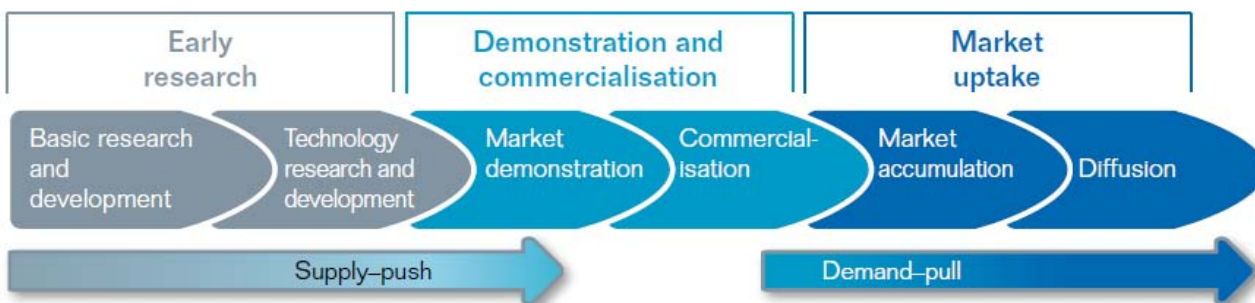 Early
research
Demonstration and
commercialisation
Market
uptake
Basic research
and
development
Technology
research and
development
Market
demonstration
Commercial-
isation
Market
accumulation
Diffusion
Supply–push
Demand–pull